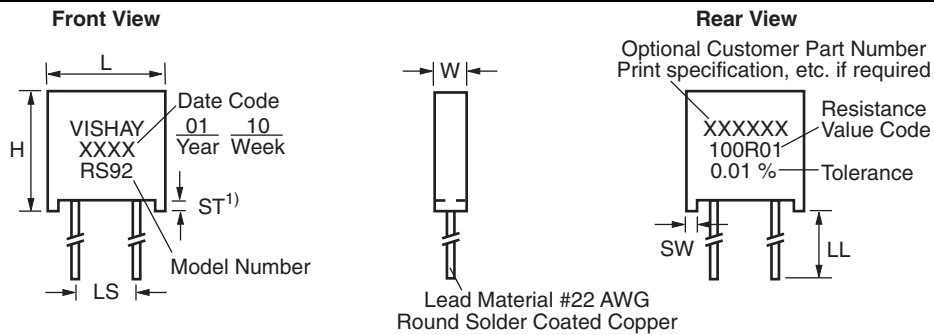 Front View
L
H
VISHAY
XXXX
RS92
Date Code
01 10
Year Week
ST1)
Model Number
LS
W
Lead Material #22 AWG
Round Solder Coated Copper
Rear View
Optional Customer Part Number
Print specification, etc. if required
XXXXXX
100R01
0.01 %
Resistance
Value Code
Tolerance
SW
LL